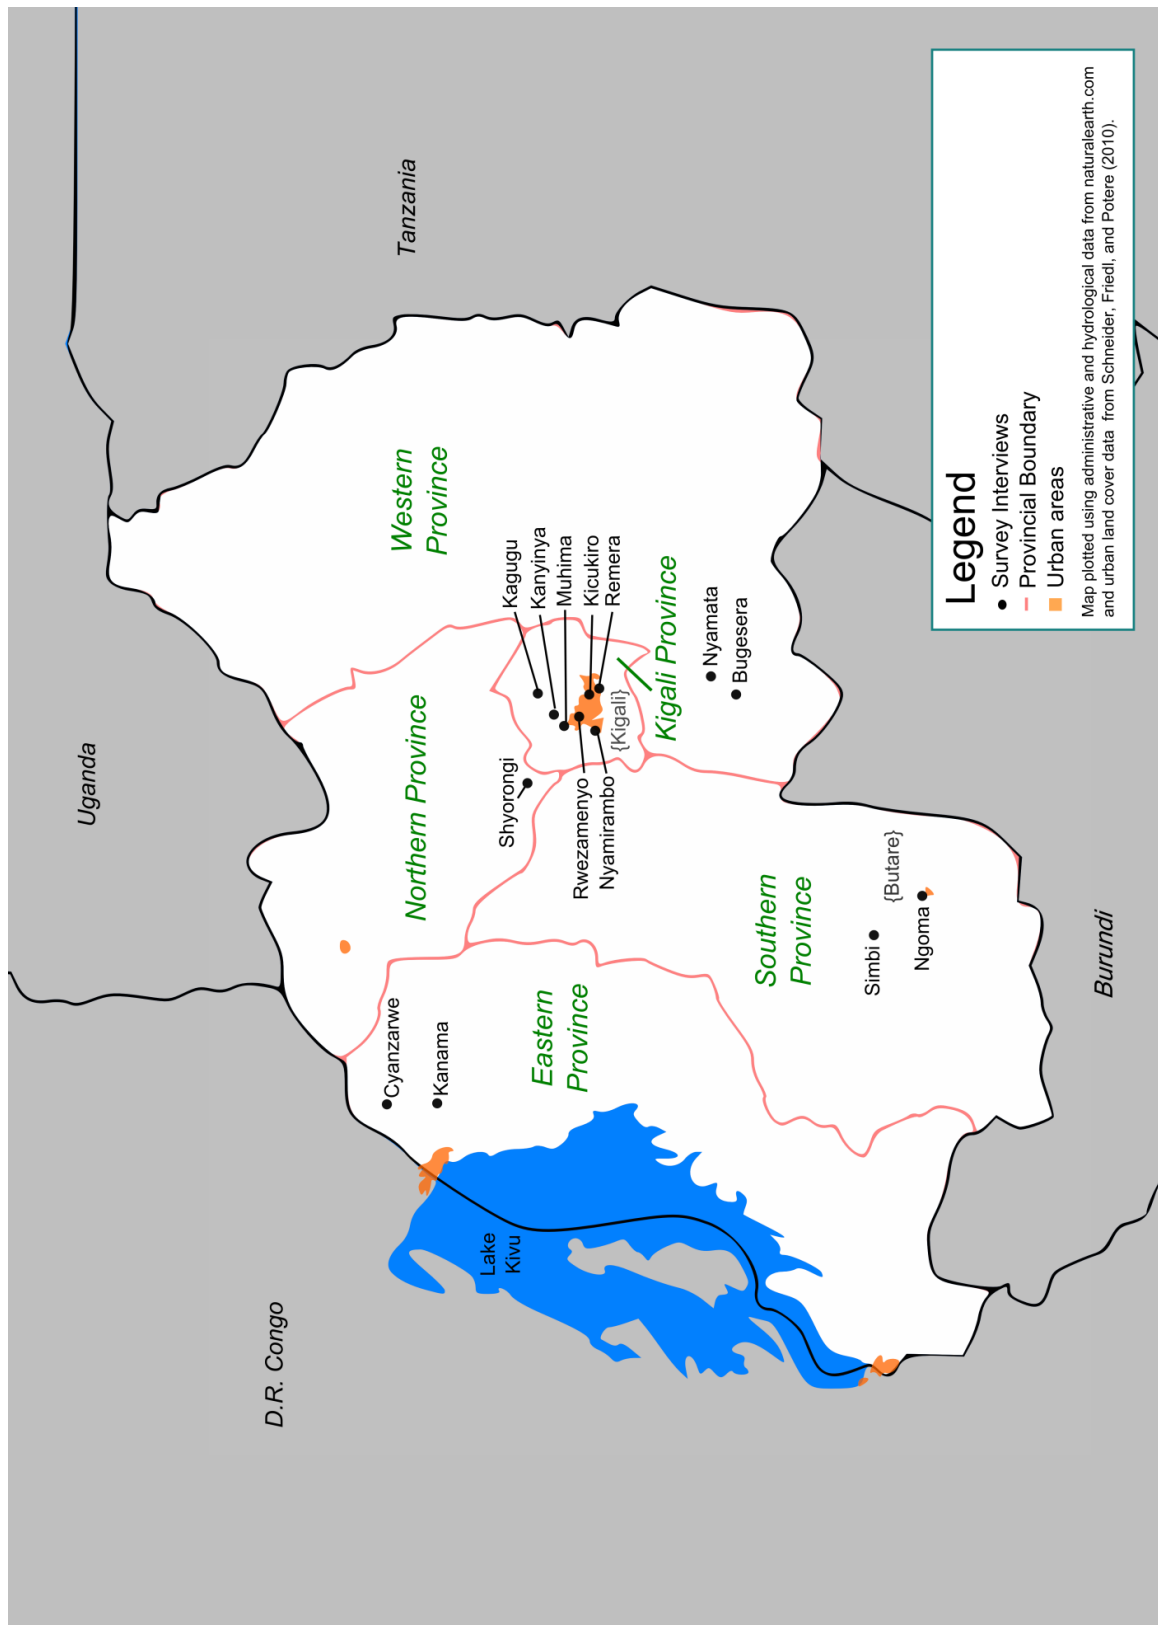 Uganda
Tanzania
D.R. Congo
Burundi
Northern Province
Western
Province
Eastern
Province
Southern
Province
Kigali Province
Lake
Kivu
Cyanzarwe
Kanama
Shyorongi
Kagugu
Kanyinya
Muhima
Kicukiro
Remera
Rwezamenyo
Nyamirambo
{Kigali}
Nyamata
Bugesera
Simbi
{Butare}
Ngoma
Legend
Survey Interviews
Provincial Boundary
Urban areas
Map plotted using administrative and hydrological data from naturalearth.com
and urban land cover data from Schneider, Friedl, and Potere (2010).